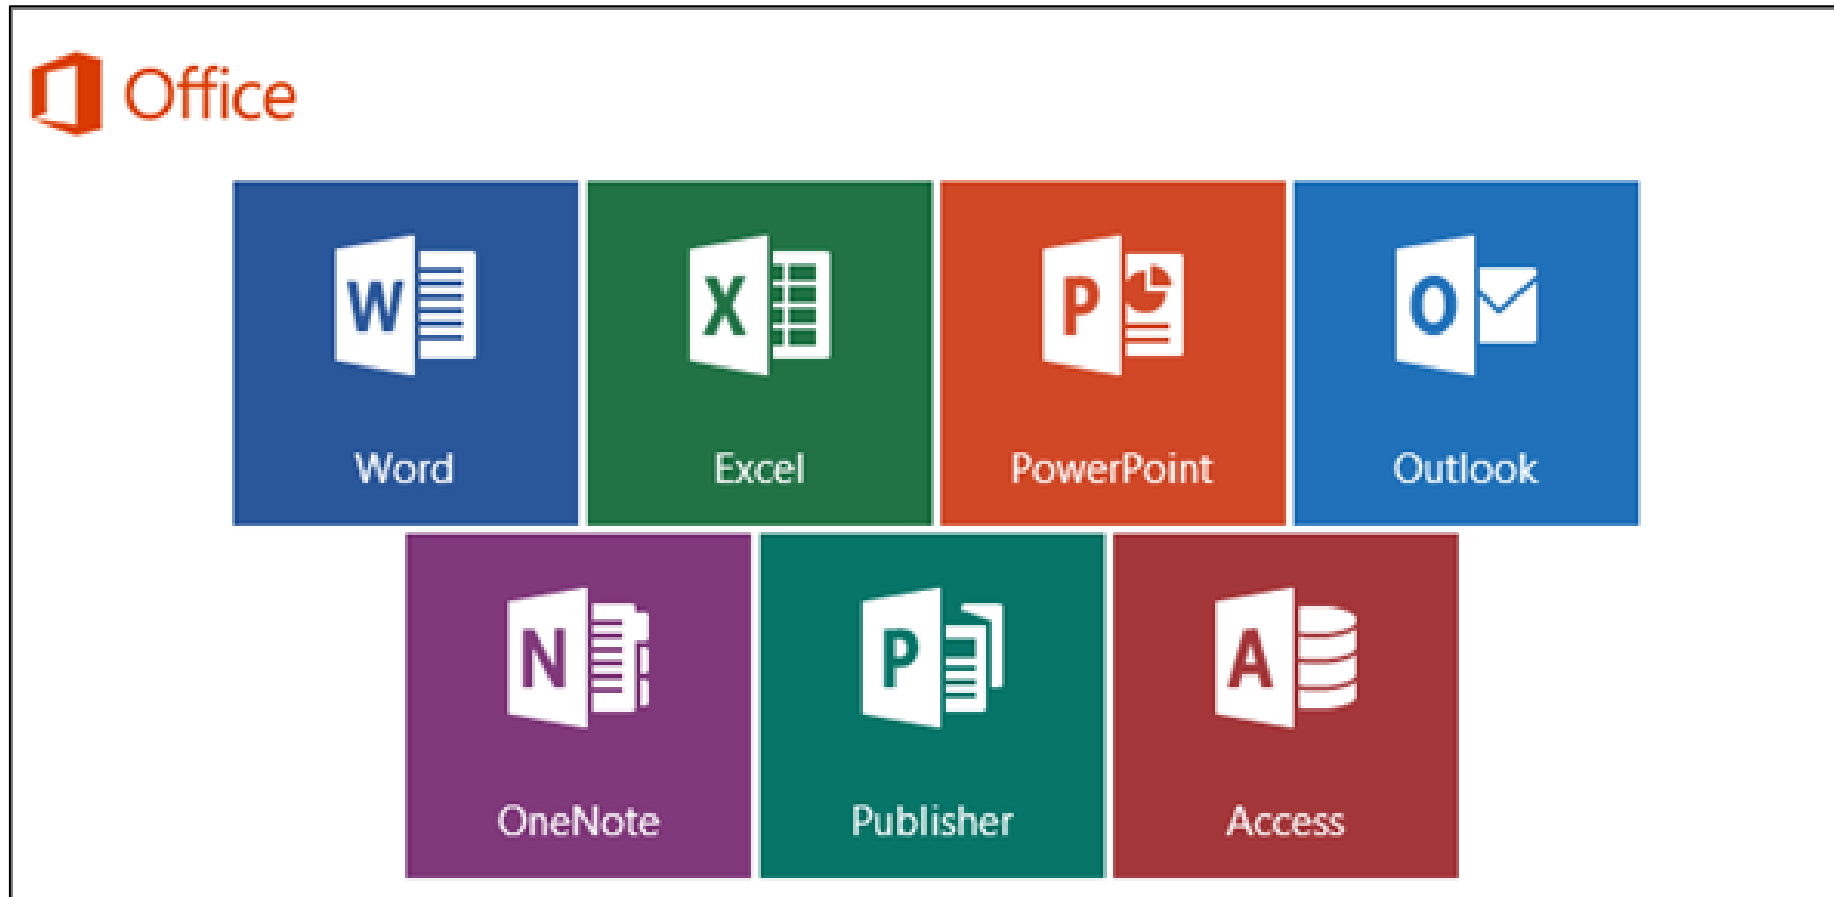 Office
W X P O
Word Excel PowerPoint Outlook
N P A
OneNote Publisher Access